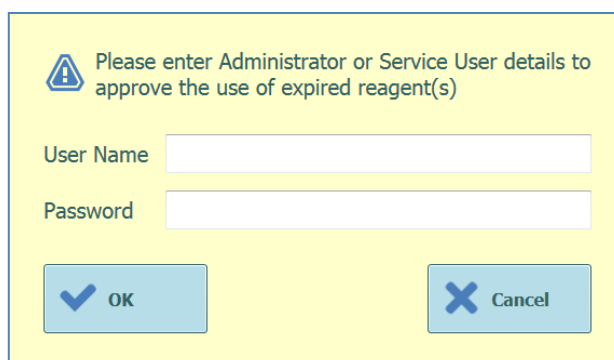 Please enter Administrator or Service User details to
approve the use of expired reagent(s)
User Name
Password
OK
Cancel